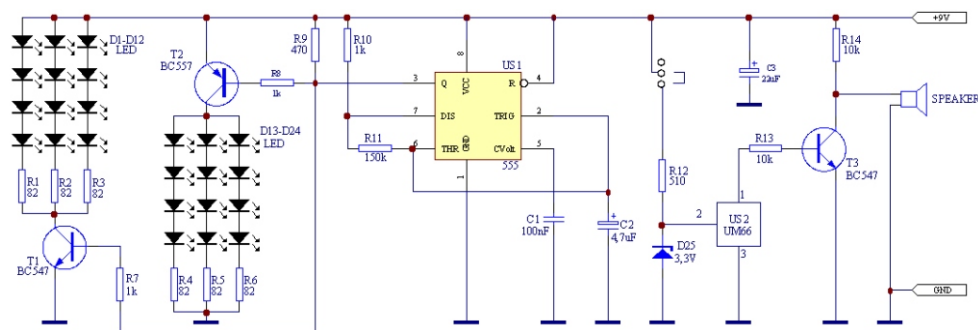 D1-D12
LED
T2
BC557
R8
1k
R9
470
R10
1k
R11
150k
8
VCC
US1
3
Q
R
4
7
DIS
TRIG
2
6
THR
GND
CVolt
5
1
555
D13-D24
LED
R1
82
R2
82
R3
82
T1
BC547
R7
1k
R4
82
R5
82
R6
82
C1
100nF
C2
4,7uF
R12
510
D25
3,3V
2
1
US2
UM66
3
C3
22uF
R13
10k
R14
10k
T3
BC547
SPEAKER
+9V
GND